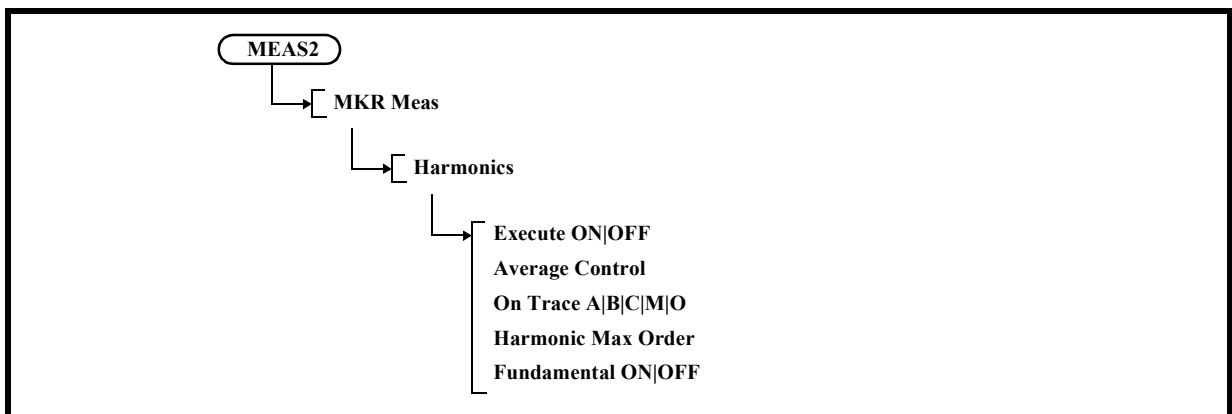 MEAS2
MKR Meas
Harmonics
Execute ON|OFF
Average Control
On Trace A|B|C|M|O
Harmonic Max Order
Fundamental ON|OFF